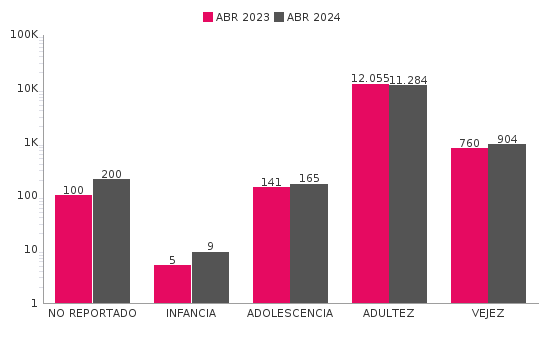 ABR 2023 ABR 2024
100K
10K
1K
100
10
1
100 200 5 9 141 165 12.055 11.284 760 904
NO REPORTADO INFANCIA ADOLESCENCIA ADULTEZ VEJEZ